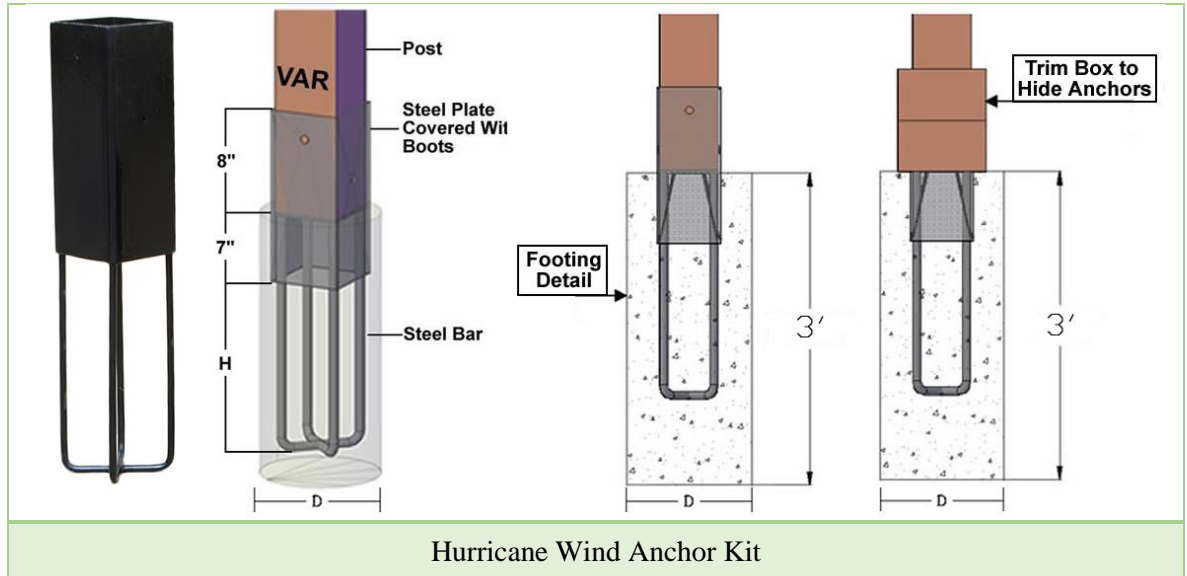 Post
VAR
Steel Plate
Covered Wit
Boots
8"
7"
H
Steel Bar
D
Footing
Detail
3'
D
Trim Box to
Hide Anchors
3'
D
Hurricane Wind Anchor Kit